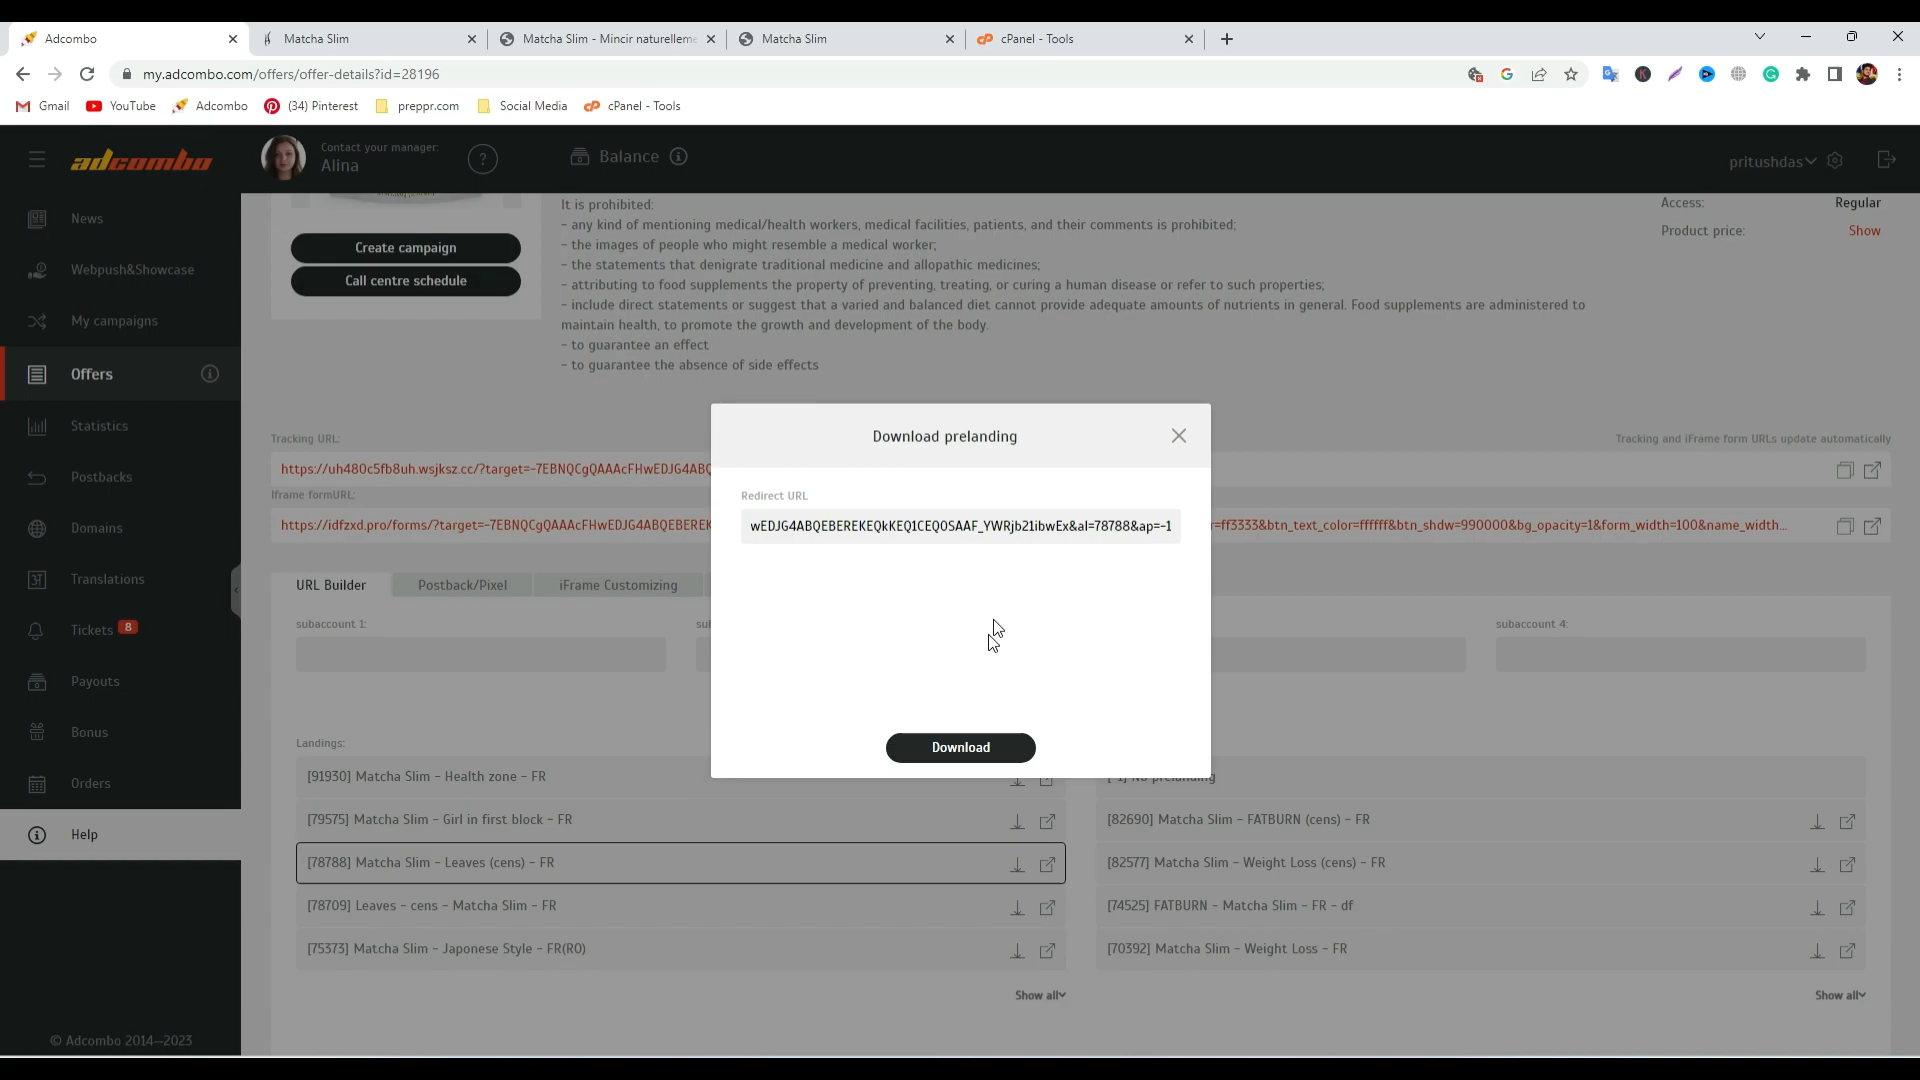 Adcombo
Matcha Slim
Matcha Slim - Mincir naturelleme
Matcha Slim
cPanel - Tools
my.adcombo.com/offers/offer-details?id=28196
Gmail
YouTube
Adcombo
(34) Pinterest
preppr.com
Social Media
cPanel - Tools
adcombo
Contact your manager:
Alina
?
Balance
pritushdas
News
Webpush&Showcase
My campaigns
Offers
Statistics
Postbacks
Domains
Translations
Tickets 8
Payouts
Bonus
Orders
Help
© Adcombo 2014—2023
Create campaign
Call centre schedule
It is prohibited:
- any kind of mentioning medical/health workers, medical facilities, patients, and their comments is prohibited;
- the images of people who might resemble a medical worker;
- the statements that denigrate traditional medicine and allopathic medicines;
- attributing to food supplements the property of preventing, treating, or curing a human disease or refer to such properties;
- include direct statements or suggest that a varied and balanced diet cannot provide adequate amounts of nutrients in general. Food supplements are administered to
maintain health, to promote the growth and development of the body.
- to guarantee an effect
- to guarantee the absence of side effects
Access: Regular
Product price: Show
Tracking URL:
Tracking and iFrame form URLs update automatically
https://uh480c5fb8uh.wsjksz.cc/?target=-7EBNQCgQAAAcFHwEDJG4ABQ
Iframe formURL:
https://idfzxd.pro/forms/?target=-7EBNQCgQAAAcFHwEDJG4ABQEBEREK
r=ff3333&btn_text_color=ffffff&btn_shdw=990000&bg_opacity=1&form_width=100&name_width...
Download prelanding
Redirect URL
wEDJG4ABQEBEREKEQkKEQ1CEQ0SAAF_YWRjb21ibwEx&al=78788&ap=-1
Download
URL Builder
Postback/Pixel
iFrame Customizing
subaccount 1:
su
subaccount 4:
Landings:
[91930] Matcha Slim - Health zone - FR
[79575] Matcha Slim - Girl in first block - FR
[78788] Matcha Slim - Leaves (cens) - FR
[78709] Leaves - cens - Matcha Slim - FR
[75373] Matcha Slim - Japonese Style - FR(RO)
Show all
[-1] No prelanding
[82690] Matcha Slim - FATBURN (cens) - FR
[82577] Matcha Slim - Weight Loss (cens) - FR
[74525] FATBURN - Matcha Slim - FR - df
[70392] Matcha Slim - Weight Loss - FR
Show all